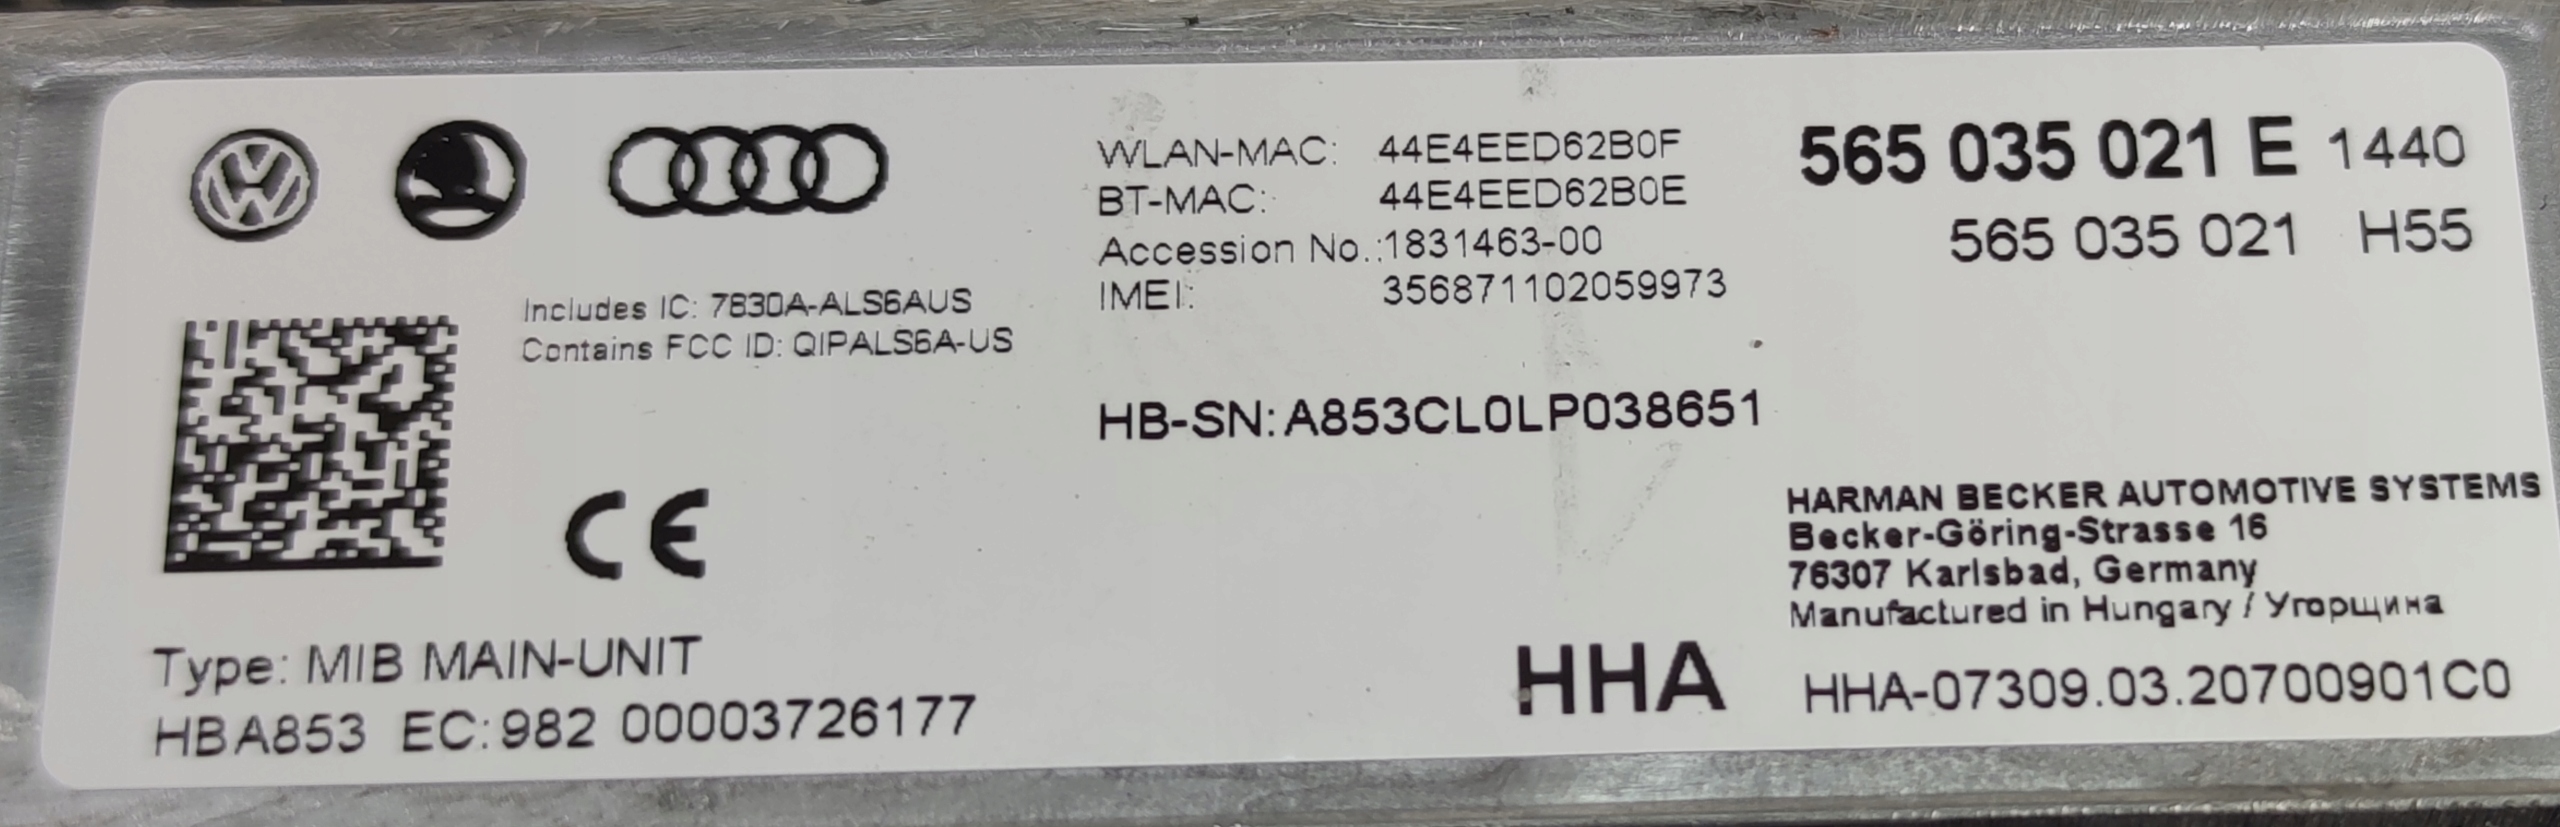 WLAN-MAC: 44E4EED62B0F
BT-MAC: 44E4EED62B0E
Accession No.:1831463-00
IMEI: 356871102059973
565 035 021 E 1440
565 035 021 H55
Includes IC: 7830A-ALS6AUS
Contains FCC ID: QIPALS6A-US
HB-SN: A853CL0LP038651
CE
HARMAN BECKER AUTOMOTIVE SYSTEMS
Becker-Göring-Strasse 16
76307 Karlsbad, Germany
Manufactured in Hungary / Угорщина
Type: MIB MAIN-UNIT
HBA853 EC:982 00003726177
HHA
HHA-07309.03.20700901C0